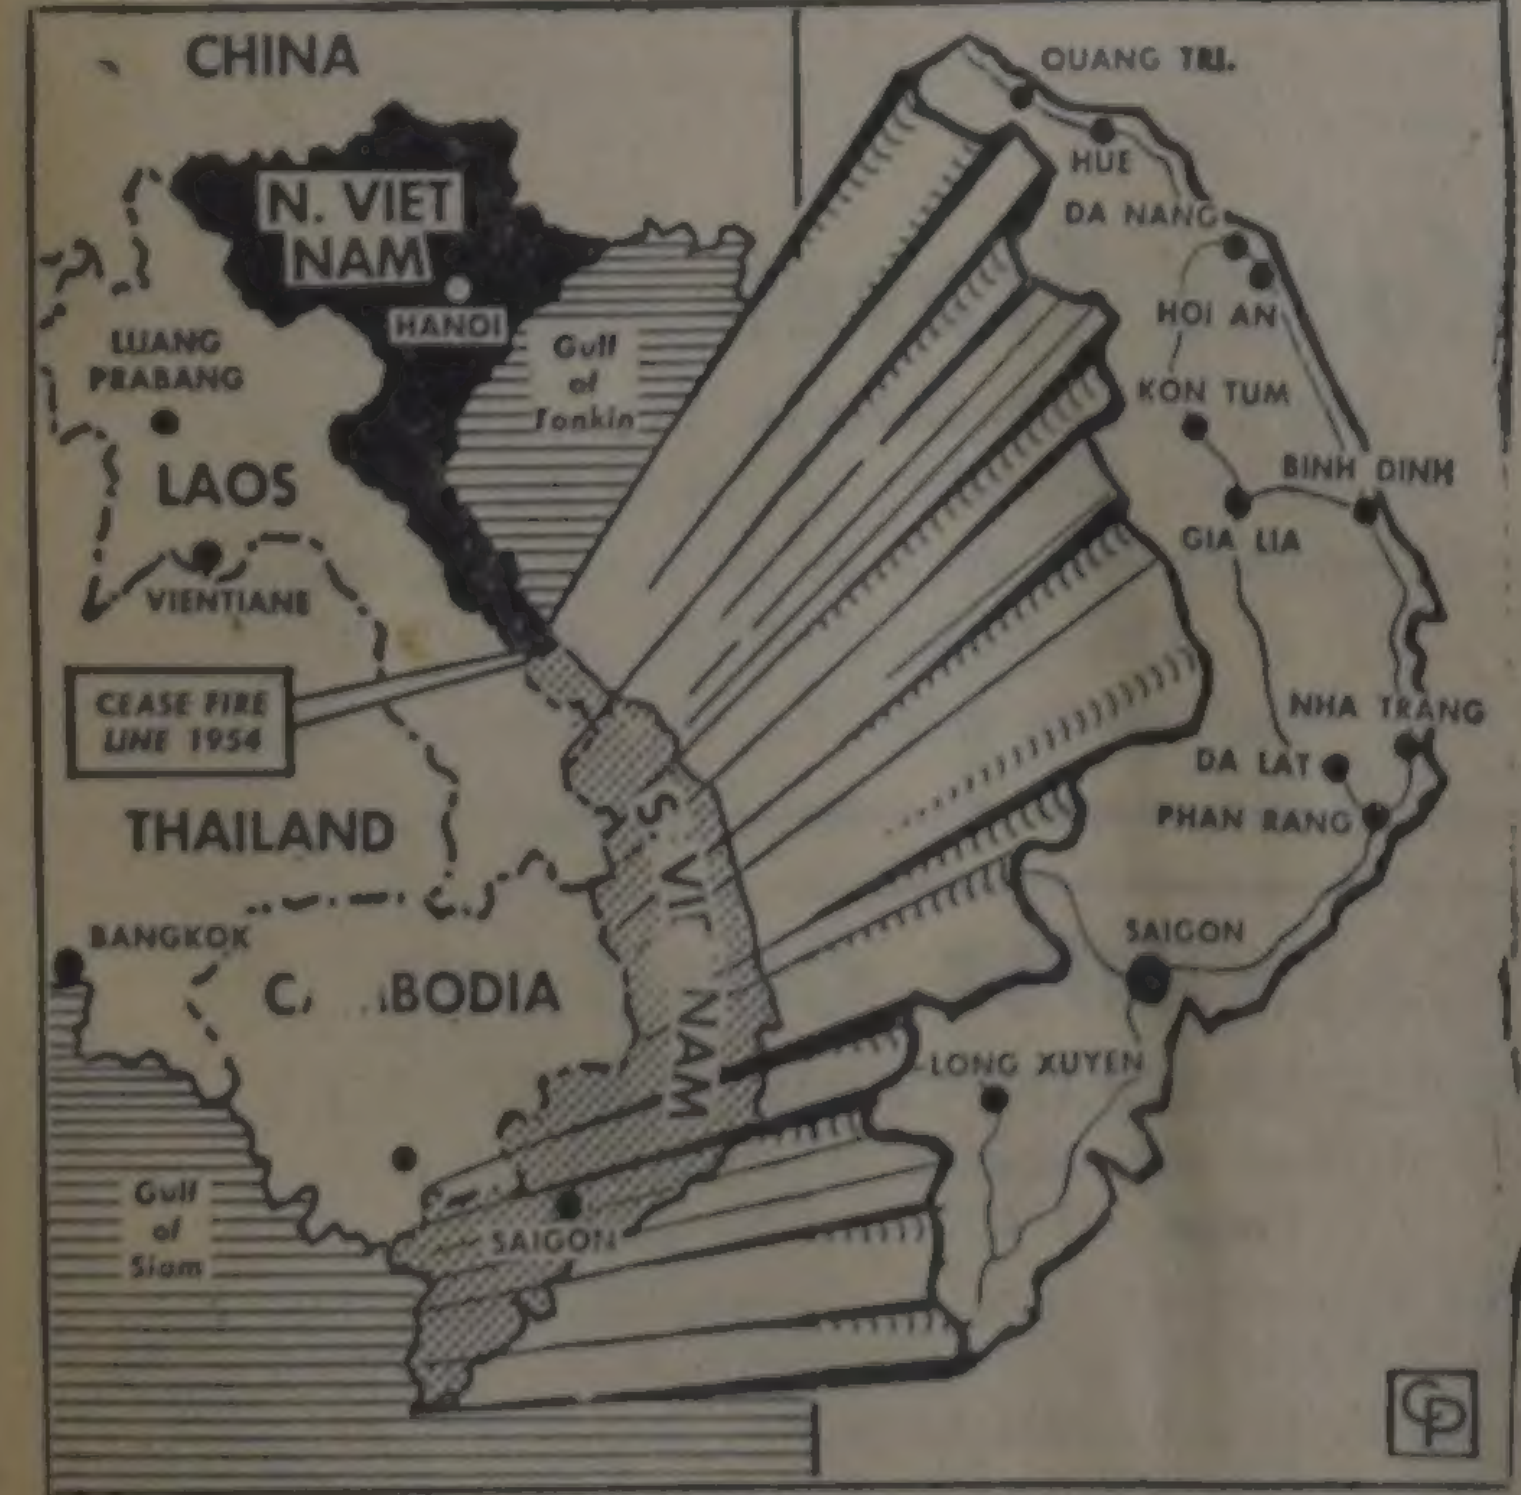 CHINA
N. VIET
NAM
HANOI
LUANG
PRABANG
Gulf
of
Tonkin
LAOS
VIENTIANE
CEASE FIRE
LINE 1954
THAILAND
BANGKOK
C BODIA
S. VI
NAM
SAIGON
Gulf
of
Siam
QUANG TRI.
HUE
DA NANG
HOI AN
KON TUM
BINH DINH
GIA LIA
NHA TRANG
DA LAT
PHAN RANG
SAIGON
LONG XUYEN
CP